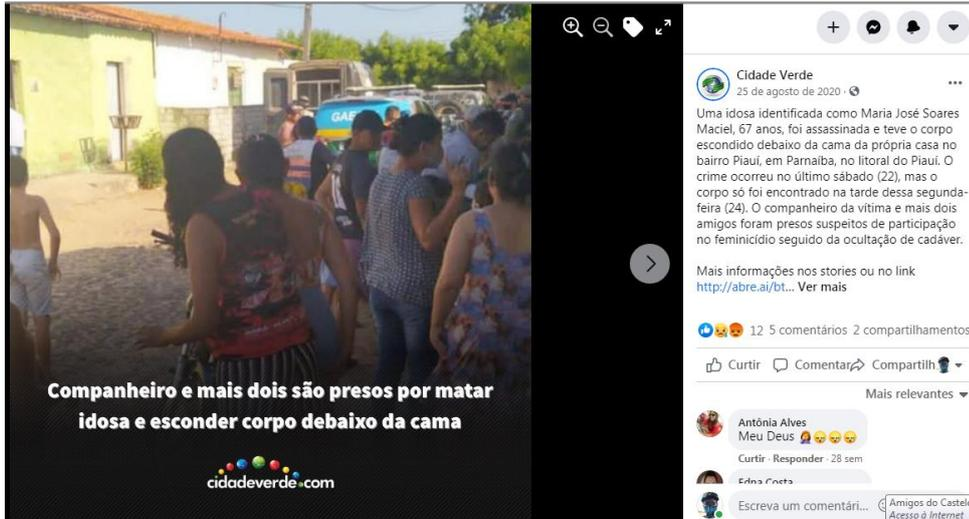 GAE
Companheiro e mais dois são presos por matar
idosa e esconder corpo debaixo da cama
cidadeverde.com
Cidade Verde
25 de agosto de 2020
Uma idosa identificada como Maria José Soares
Maciel, 67 anos, foi assassinada e teve o corpo
escondido debaixo da cama da própria casa no
bairro Piauí, em Parnaíba, no litoral do Piauí. O
crime ocorreu no último sábado (22), mas o
corpo só foi encontrado na tarde dessa segunda-
feira (24). O companheiro da vítima e mais dois
amigos foram presos suspeitos de participação
no feminicídio seguido da ocultação de cadáver.
Mais informações nos stories ou no link
http://abre.ai/bt... Ver mais
12 5 comentários 2 compartilhamentos
Curtir Comentar Compartilh
Mais relevantes
Antônia Alves
Meu Deus
Curtir · Responder · 28 sem
Edna Costa
Escreva um comentári...
Amigos do Castel
Acesso à Internet